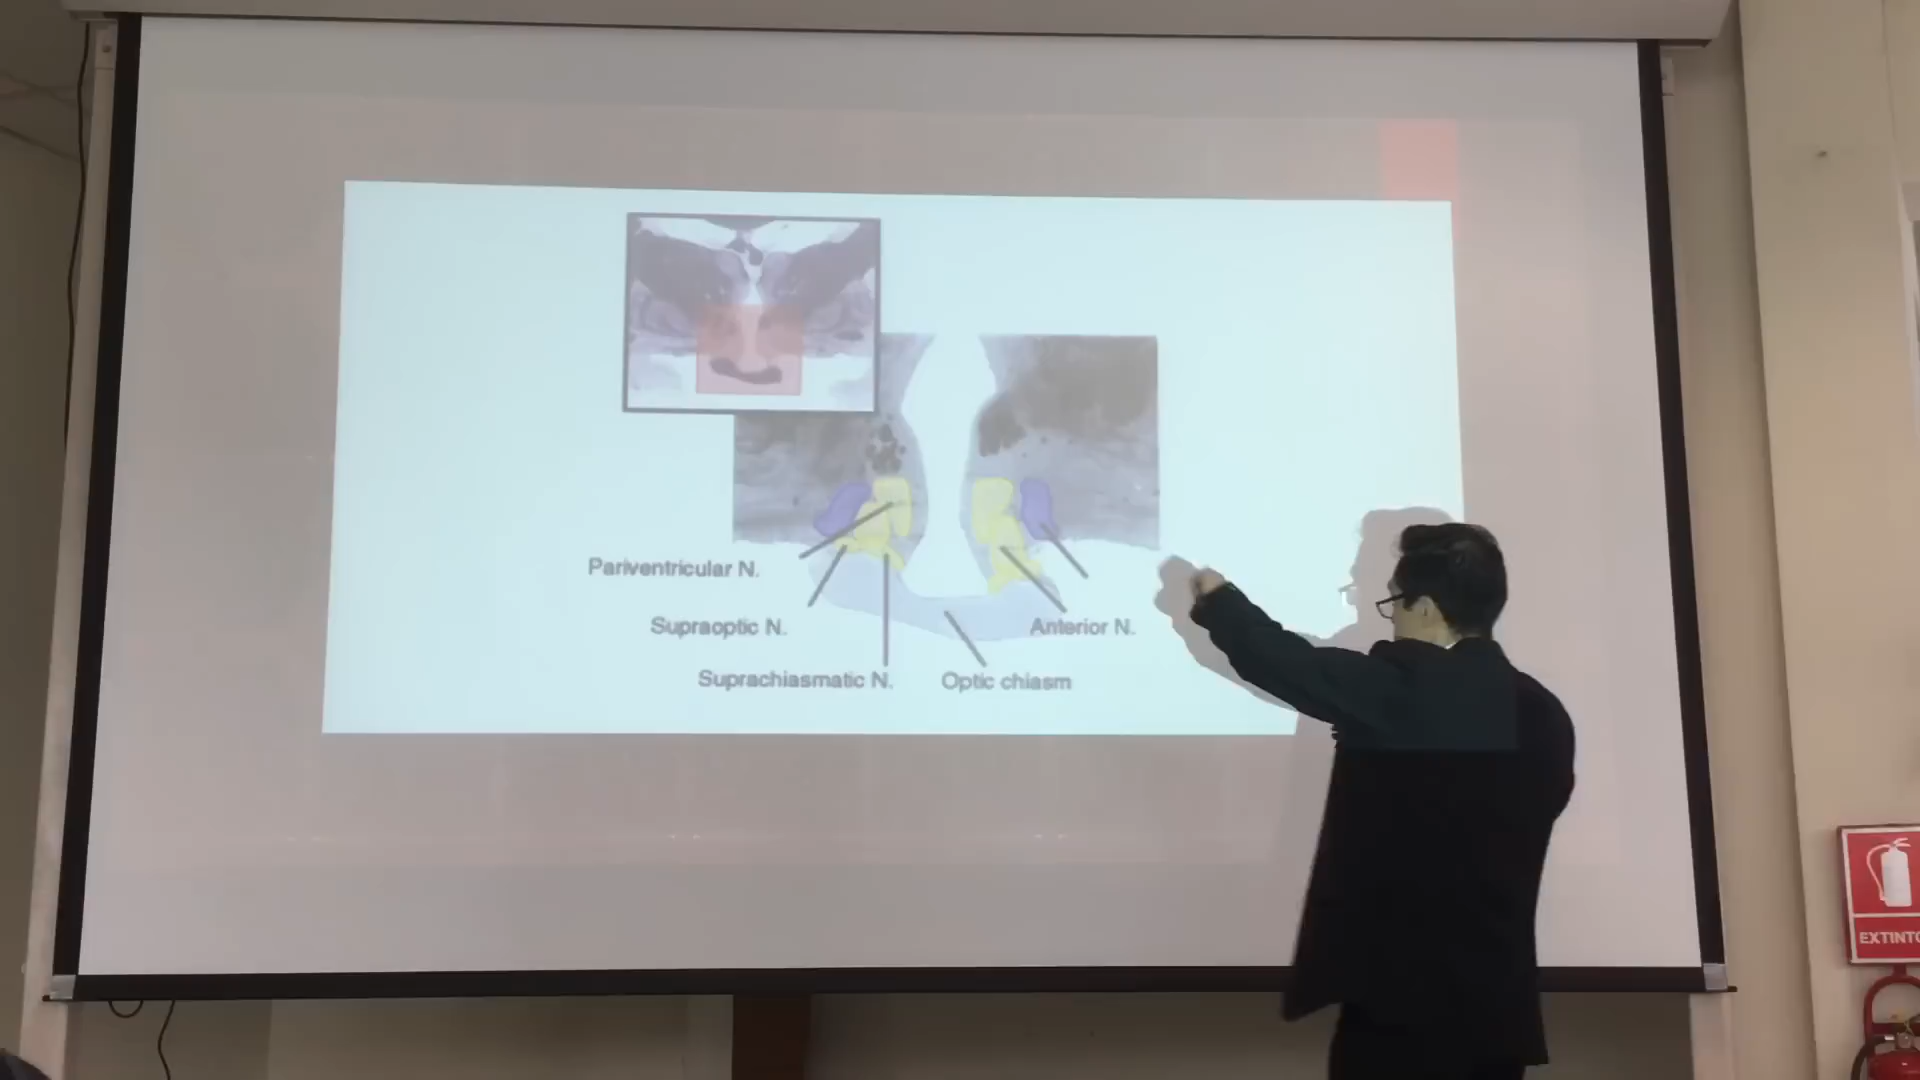 Pariventricular N.
Supraoptic N.
Anterior N.
Suprachiasmatic N.
Optic chiasm
EXTINTO